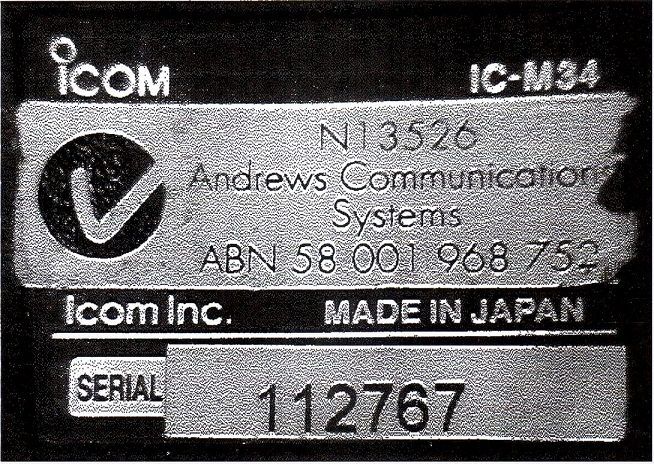 iCOM IC-M34
N13526
Andrews Communications
Systems
ABN 58 001 968 752
Icom Inc. MADE IN JAPAN
SERIAL 112767